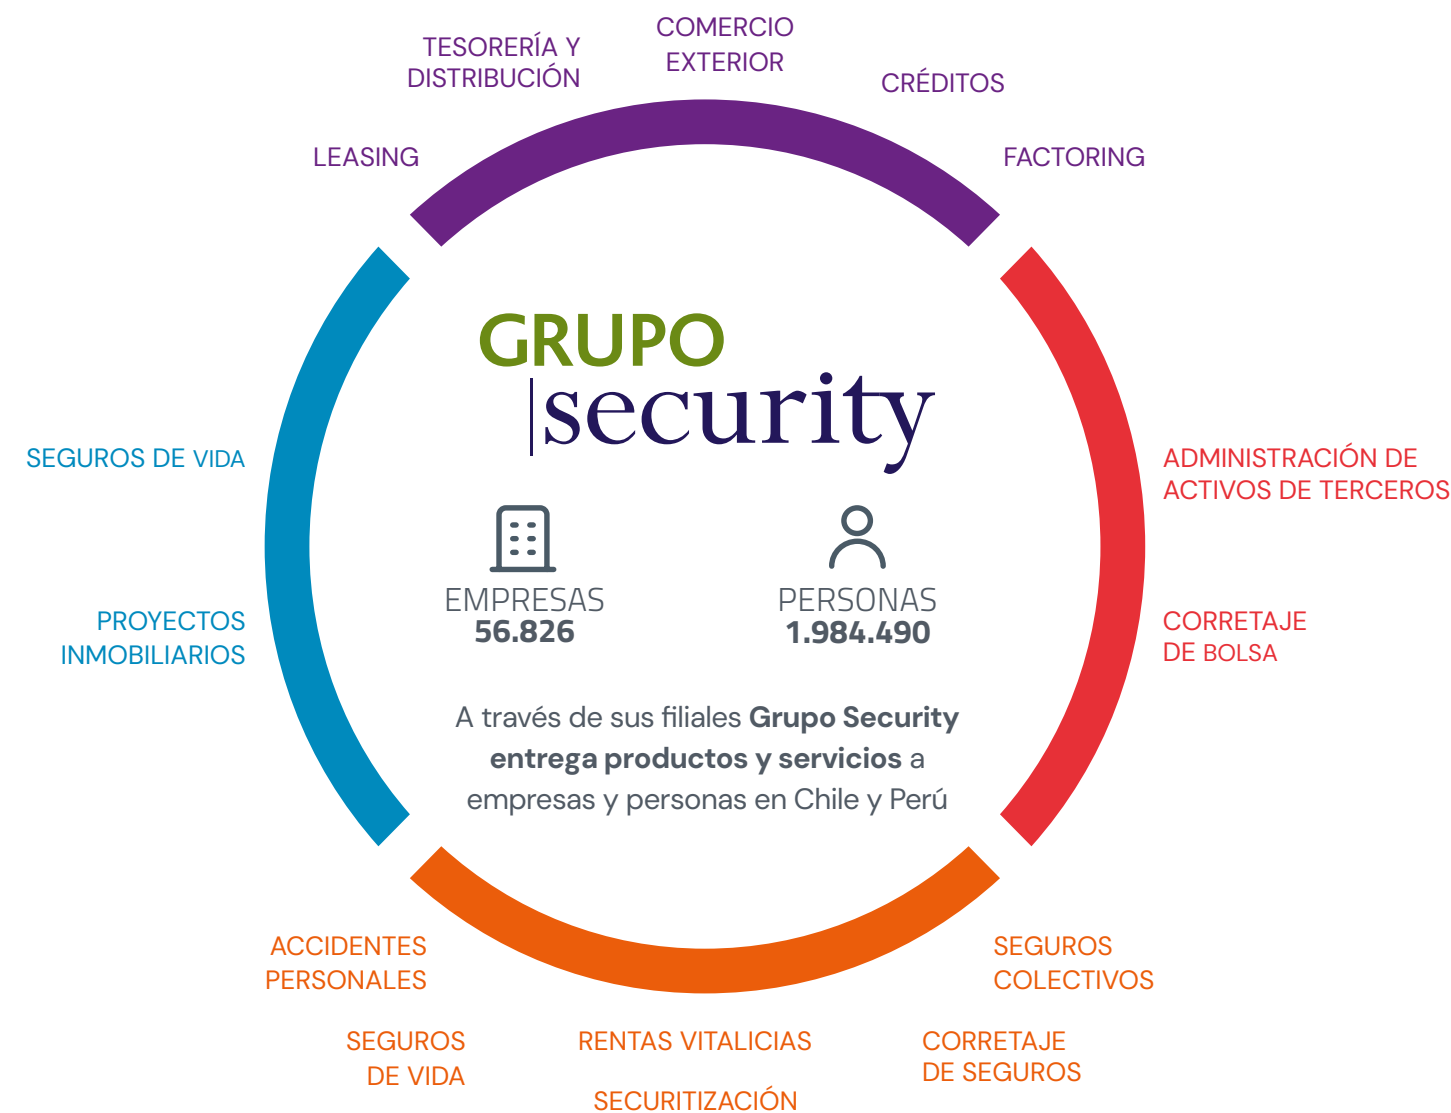 COMERCIO
EXTERIOR
TESORERÍA Y
DISTRIBUCIÓN
CRÉDITOS
LEASING
FACTORING
GRUPO
security
SEGUROS DE VIDA
ADMINISTRACIÓN DE
ACTIVOS DE TERCEROS
EMPRESAS
56.826
PERSONAS
1.984.490
PROYECTOS
INMOBILIARIOS
CORRETAJE
DE BOLSA
A través de sus filiales Grupo Security
entrega productos y servicios a
empresas y personas en Chile y Perú
ACCIDENTES
PERSONALES
SEGUROS
COLECTIVOS
SEGUROS
DE VIDA
RENTAS VITALICIAS
CORRETAJE
DE SEGUROS
SECURITIZACIÓN